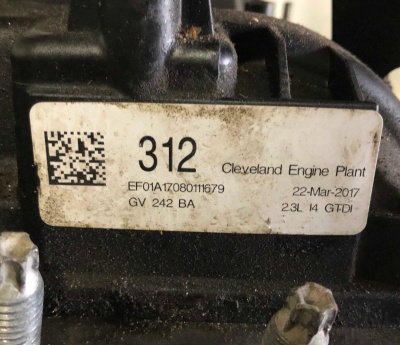 312
Cleveland Engine Plant
EF01A17080111679
22-Mar-2017
GV 242 BA
2.3L I4 GTDI